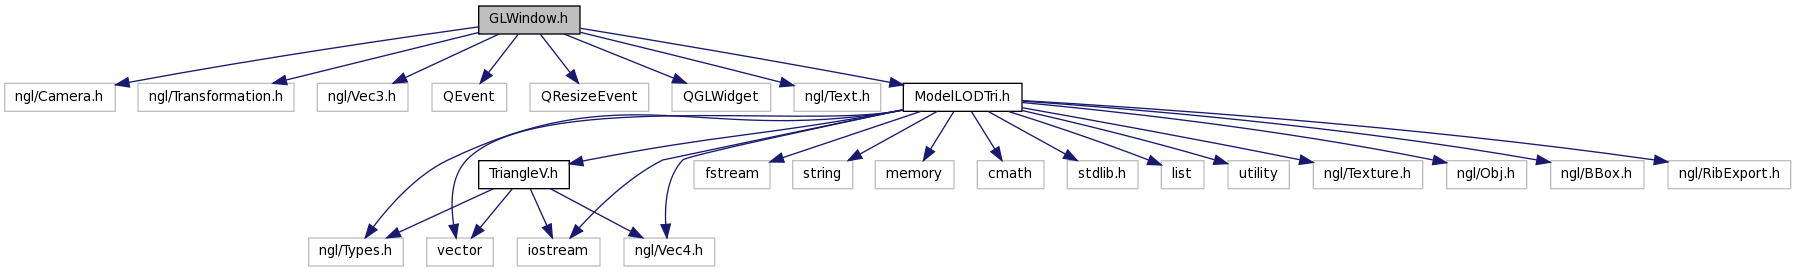 GLWindow.h
ngl/Camera.h
ngl/Transformation.h
ngl/Vec3.h
QEvent
QResizeEvent
QGLWidget
ngl/Text.h
ModelLODTri.h
TriangleV.h
fstream
string
memory
cmath
stdlib.h
list
utility
ngl/Texture.h
ngl/Obj.h
ngl/BBox.h
ngl/RibExport.h
ngl/Types.h
vector
iostream
ngl/Vec4.h